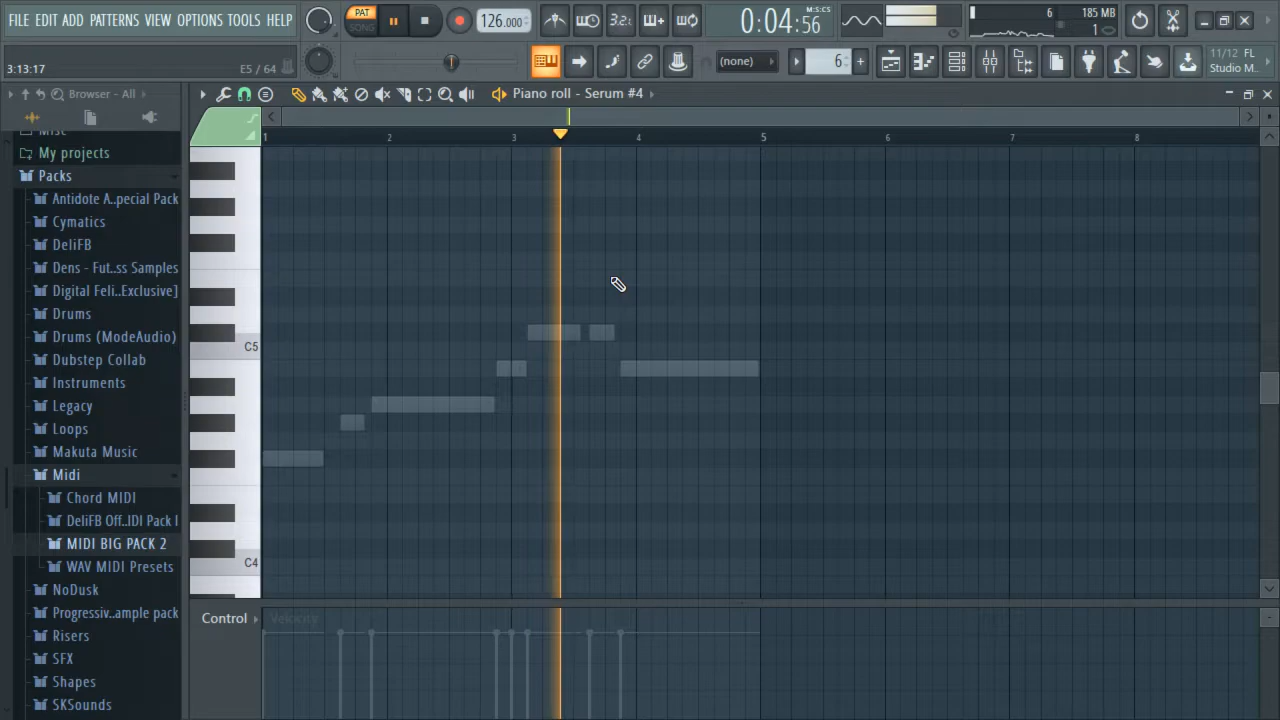 FILE EDIT ADD PATTERNS VIEW OPTIONS TOOLS HELP
PAT
SONG
126.000
3.2.
0:04:56
M:S:CS
6
185 MB
1
3:13:17
E5 / 64
(none)
6
11/12 FL
Studio M...
Browser - All
Piano roll - Serum #4
Misc
My projects
Packs
Antidote A..pecial Pack
Cymatics
DeliFB
Dens - Fut..ss Samples
Digital Feli..Exclusive]
Drums
Drums (ModeAudio)
Dubstep Collab
Instruments
Legacy
Loops
Makuta Music
Midi
Chord MIDI
DeliFB Off..IDI Pack I
MIDI BIG PACK 2
WAV MIDI Presets
NoDusk
Progressiv..ample pack
Risers
SFX
Shapes
SKSounds
1 2 3 4 5 6 7 8
C5
C4
Control
Velocity